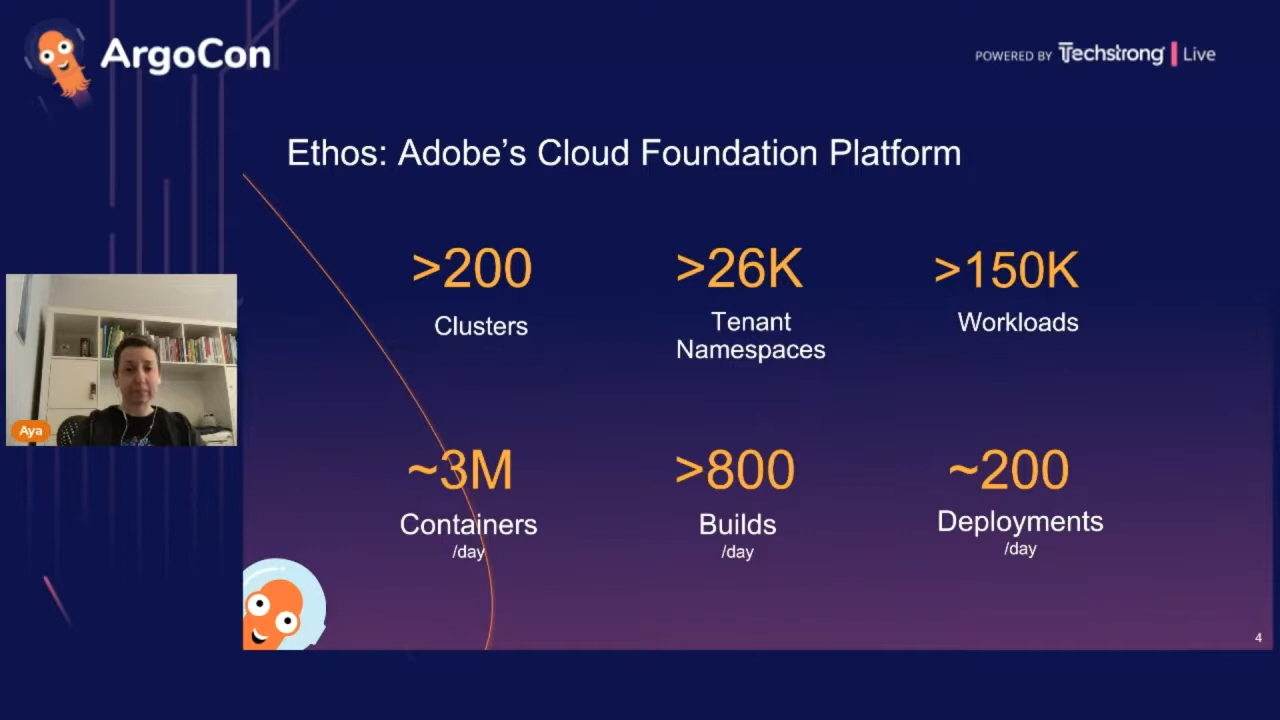 ArgoCon
POWERED BY Techstrong | Live
Ethos: Adobe’s Cloud Foundation Platform
>200
Clusters
>26K
Tenant
Namespaces
>150K
Workloads
Aya
~3M
Containers
/day
>800
Builds
/day
~200
Deployments
/day
4